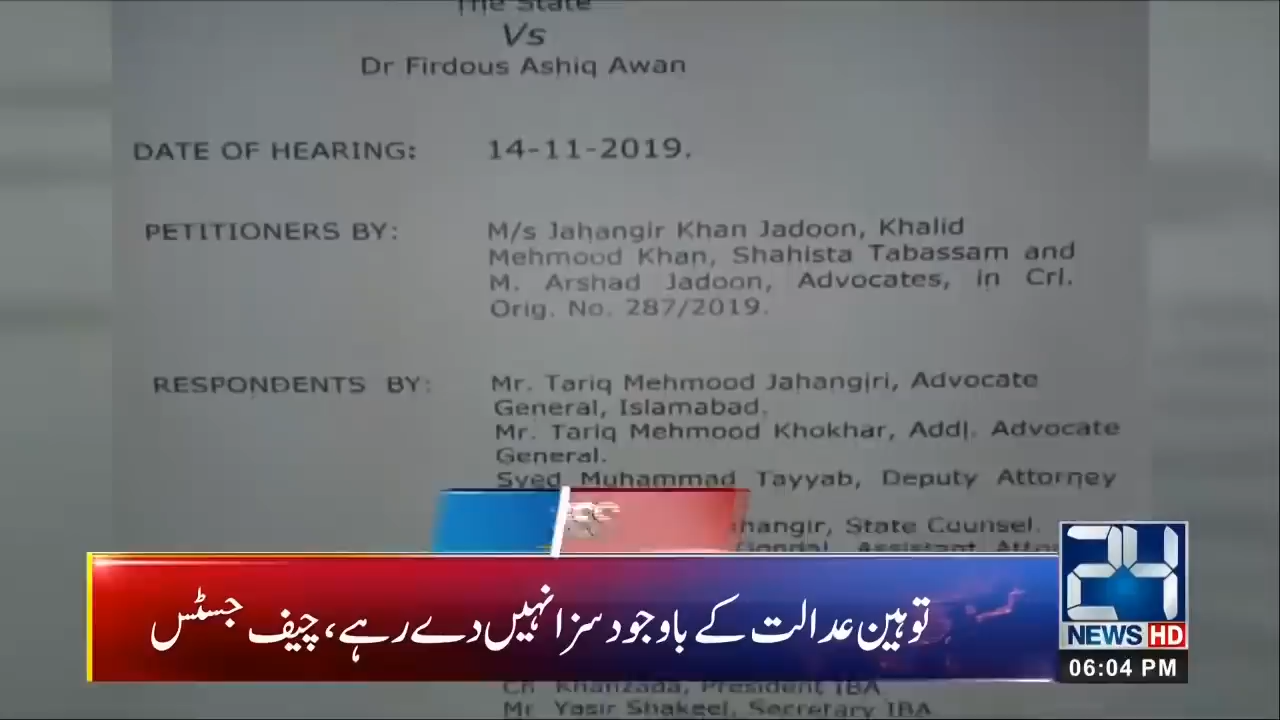 The State
Vs
Dr Firdous Ashiq Awan
DATE OF HEARING: 14-11-2019.
PETITIONERS BY: M/s Jahangir Khan Jadoon, Khalid
Mehmood Khan, Shahista Tabassam and
M. Arshad Jadoon, Advocates, in Crl.
Orig. No. 287/2019.
RESPONDENTS BY: Mr. Tariq Mehmood Jahangiri, Advocate
General, Islamabad.
Mr. Tariq Mehmood Khokhar, Addl. Advocate
General.
Syed Muhammad Tayyab, Deputy Attorney
State Counsel.
Assistant
توہین عدالت کے باوجود سزا نہیں دے رہے، چیف جسٹس
24
NEWS HD
06:04 PM
Ch. Khanzada, President IBA
Mr. Yasir Shakeel, Secretary IBA